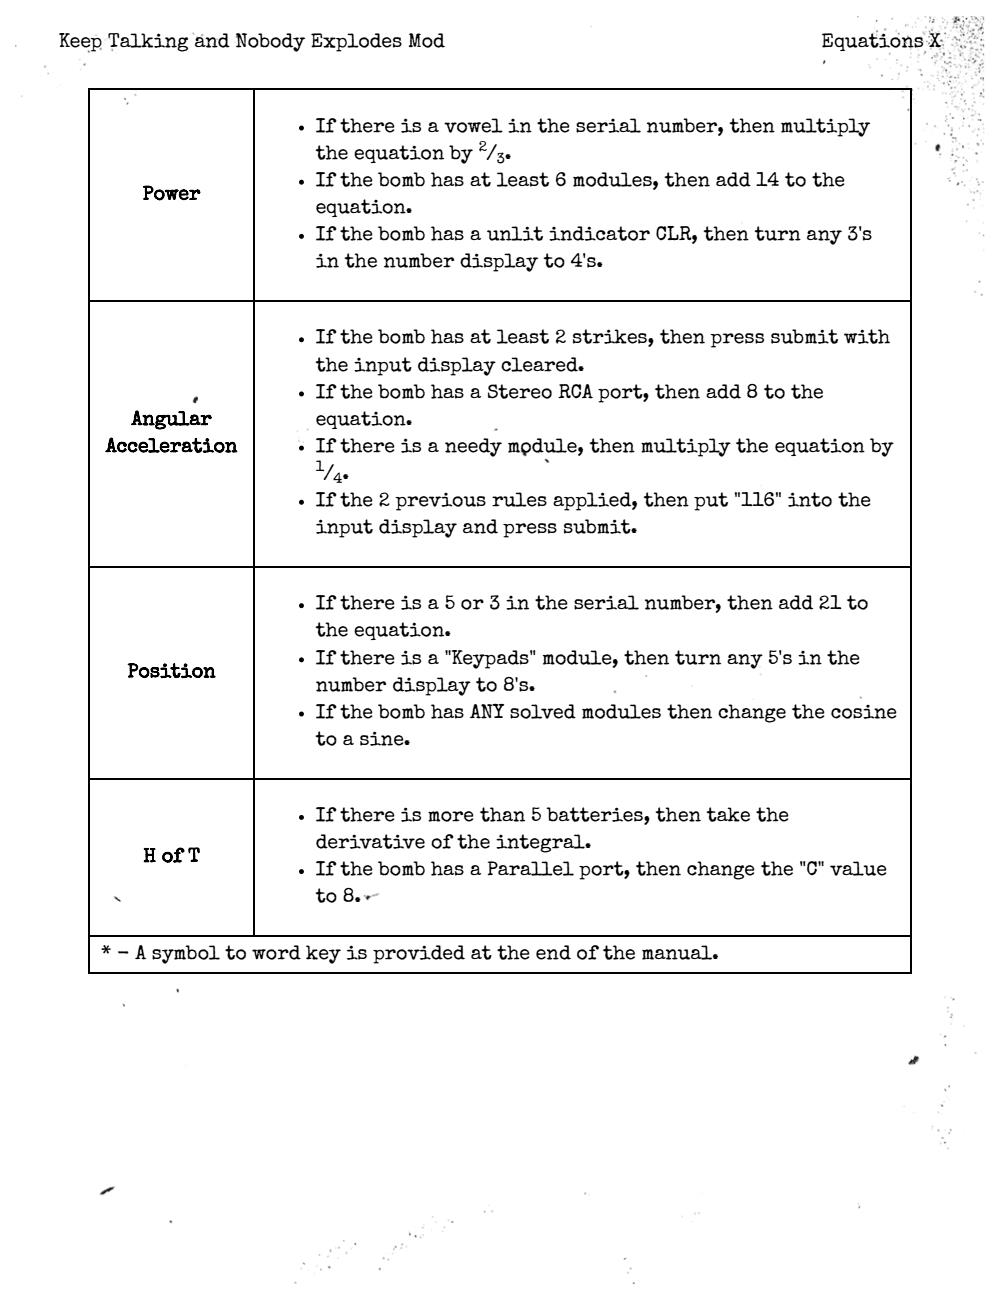 Keep Talking and Nobody Explodes Mod
Equations X
Power
• If there is a vowel in the serial number, then multiply
the equation by 2/3.
• If the bomb has at least 6 modules, then add 14 to the
equation.
• If the bomb has a unlit indicator CLR, then turn any 3's
in the number display to 4's.
Angular
Acceleration
• If the bomb has at least 2 strikes, then press submit with
the input display cleared.
• If the bomb has a Stereo RCA port, then add 8 to the
equation.
• If there is a needy module, then multiply the equation by
1/4.
• If the 2 previous rules applied, then put "116" into the
input display and press submit.
Position
• If there is a 5 or 3 in the serial number, then add 21 to
the equation.
• If there is a "Keypads" module, then turn any 5's in the
number display to 8's.
• If the bomb has ANY solved modules then change the cosine
to a sine.
H of T
• If there is more than 5 batteries, then take the
derivative of the integral.
• If the bomb has a Parallel port, then change the "C" value
to 8.
* – A symbol to word key is provided at the end of the manual.